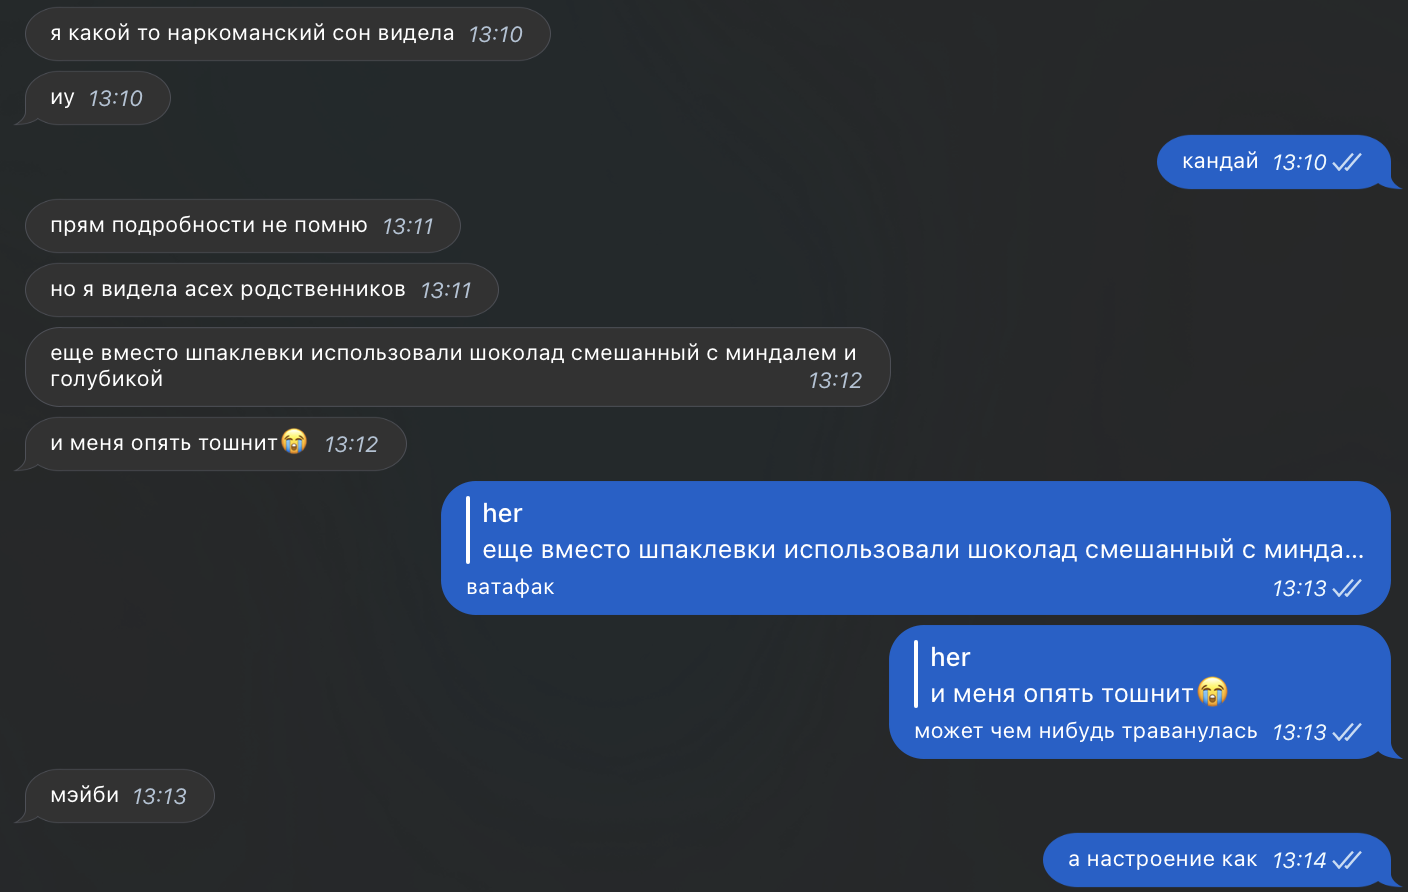 я какой то наркоманский сон видела 13:10
иу 13:10
кандай 13:10
прям подробности не помню 13:11
но я видела асех родственников 13:11
еще вместо шпаклевки использовали шоколад смешанный с миндалем и
голубикой 13:12
и меня опять тошнит😭 13:12
her
еще вместо шпаклевки использовали шоколад смешанный с минда...
ватафак 13:13
her
и меня опять тошнит😭
может чем нибудь траванулась 13:13
мэйби 13:13
а настроение как 13:14